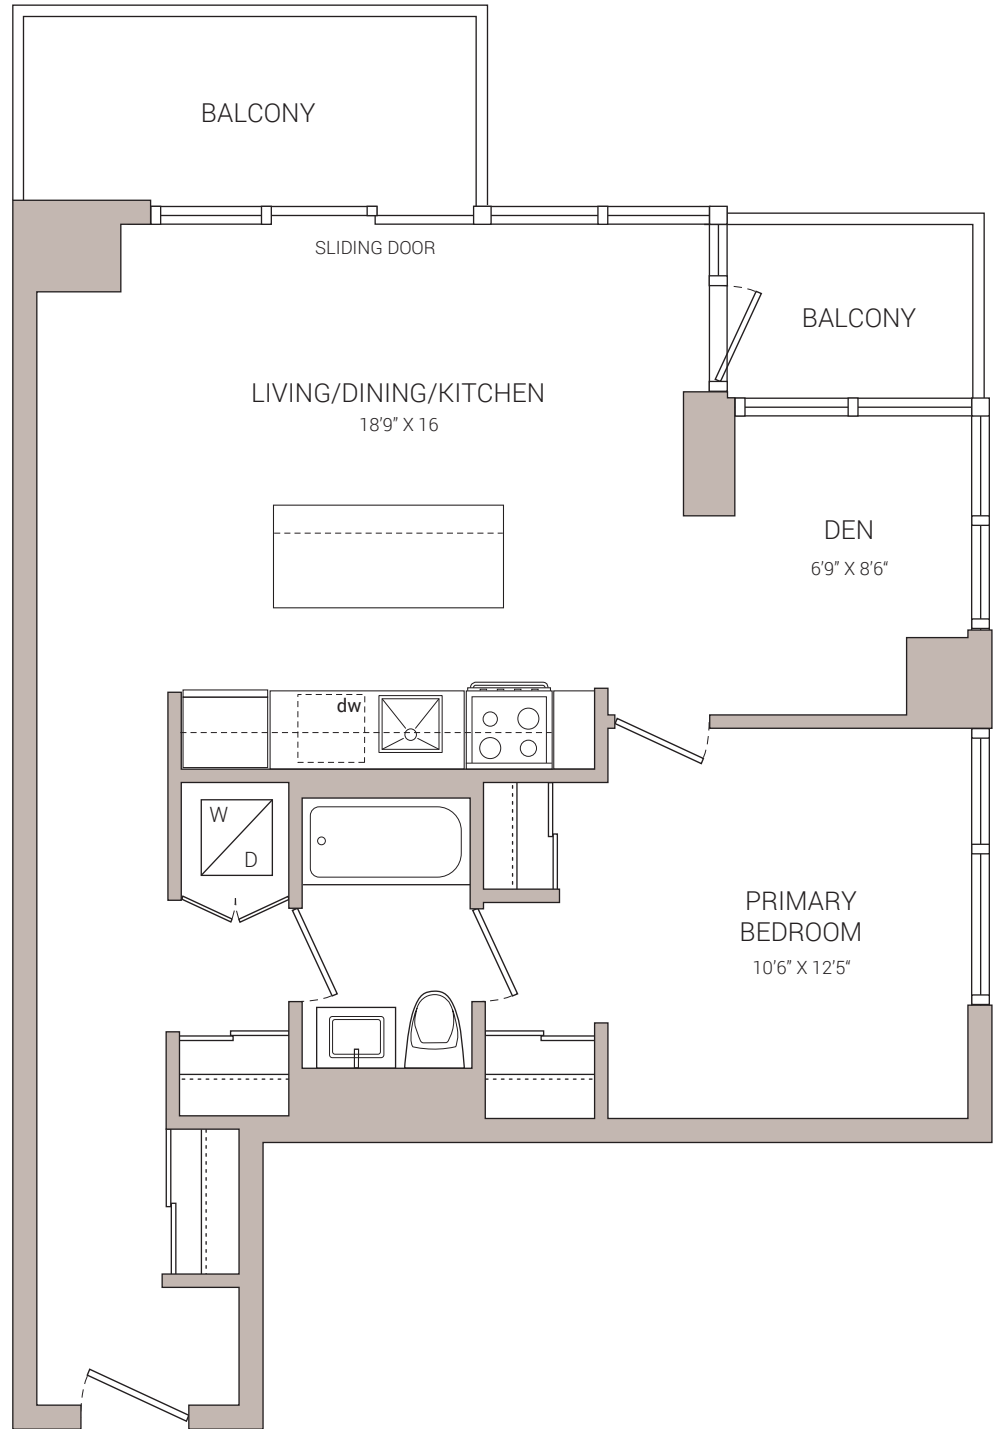 BALCONY
SLIDING DOOR
BALCONY
LIVING/DINING/KITCHEN
18’9” X 16
DEN
6’9” X 8’6“
dw
W
D
PRIMARY
BEDROOM
10’6” X 12’5“